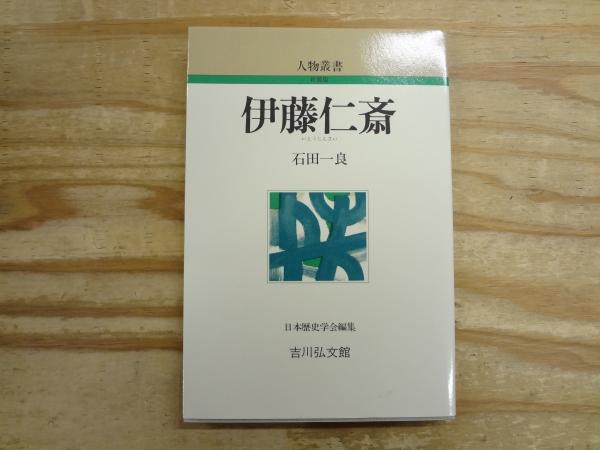 人物叢書
新装版
伊藤仁斎
いとうじんさい
石田一良
日本歴史学会編集
吉川弘文館